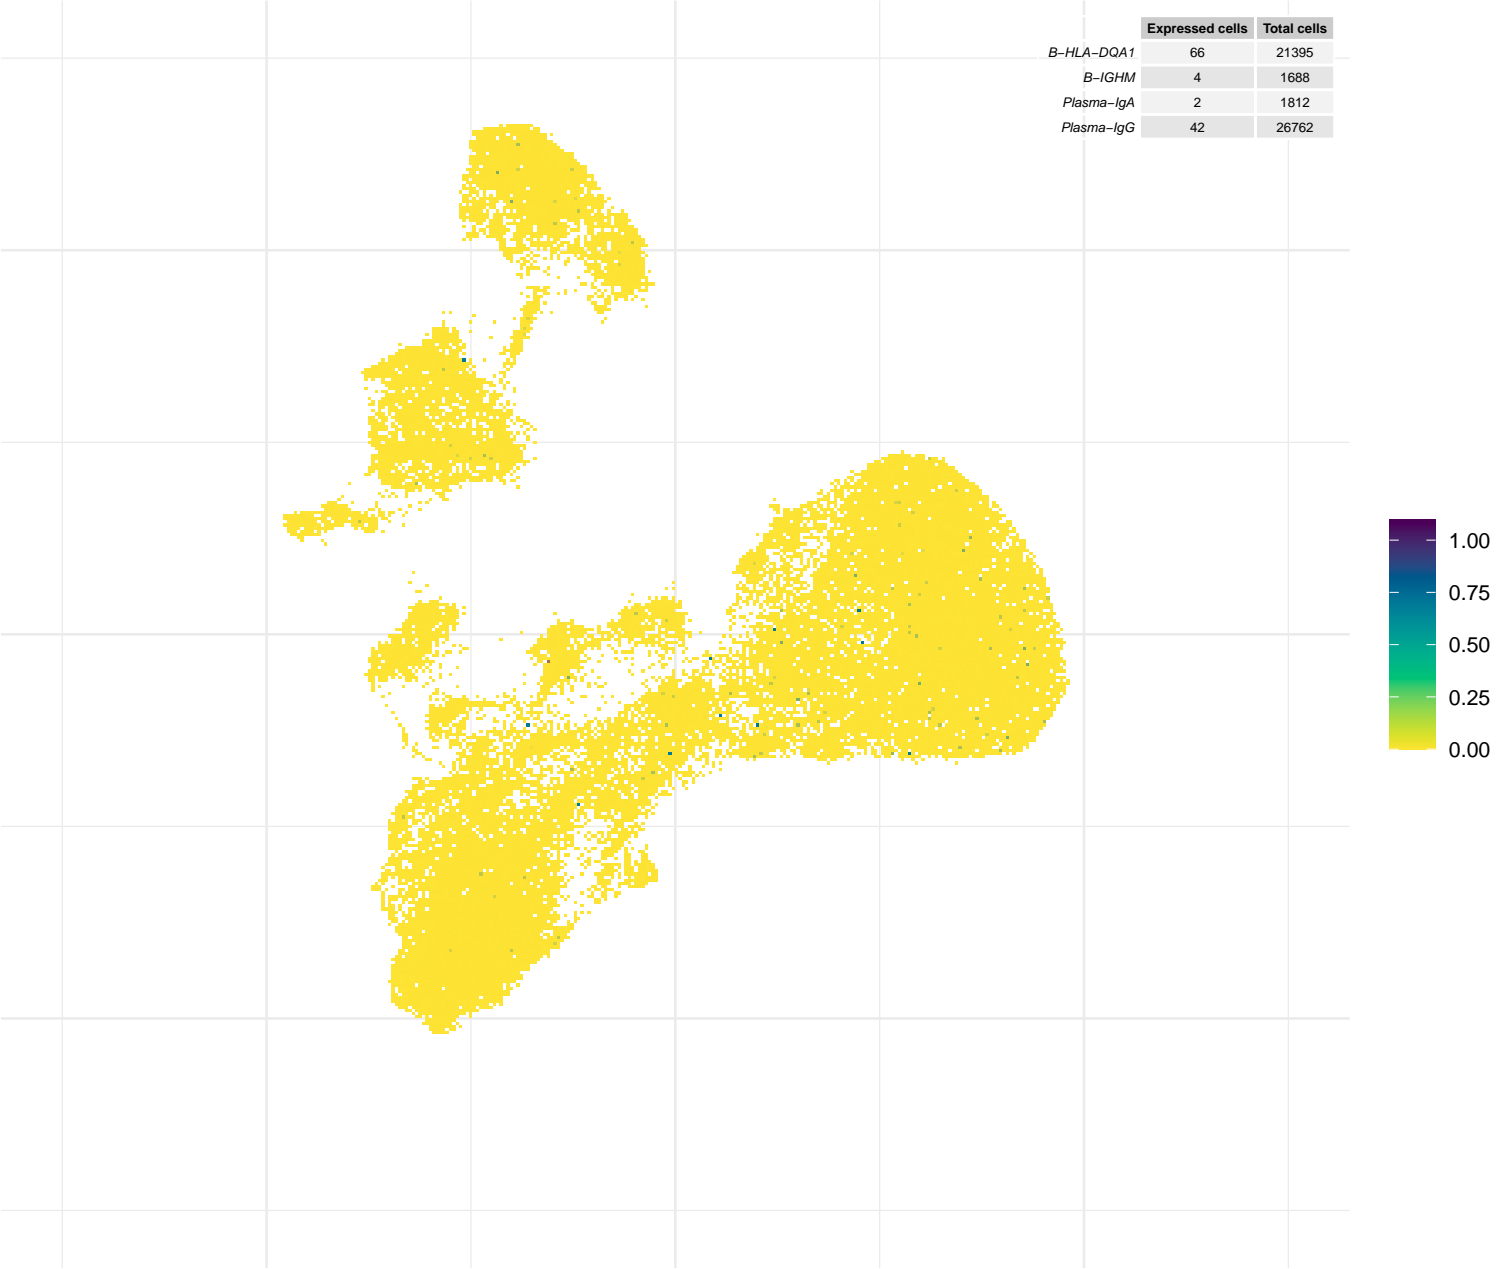 Expressed cells Total cells
B−HLA−DQA1 66 21395
B−IGHM 4 1688
Plasma−IgA 2 1812
Plasma−IgG 42 26762
1.00
0.75
0.50
0.25
0.00